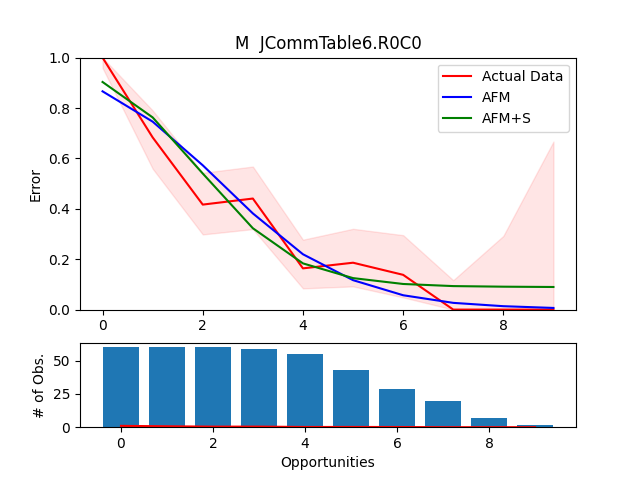 M  JCommTable6.R0C0
Error
1.0
0.8
0.6
0.4
0.2
0.0
Actual Data
AFM
AFM+S
0 2 4 6 8
# of Obs.
50
25
0
0 2 4 6 8
Opportunities